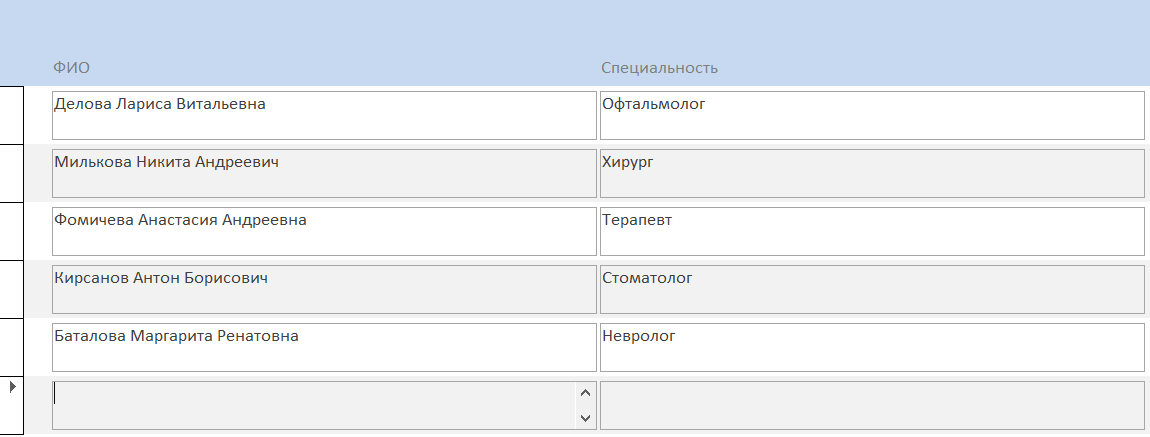 ФИО Специальность
Делова Лариса Витальевна Офтальмолог
Милькова Никита Андреевич Хирург
Фомичева Анастасия Андреевна Терапевт
Кирсанов Антон Борисович Стоматолог
Баталова Маргарита Ренатовна Невролог